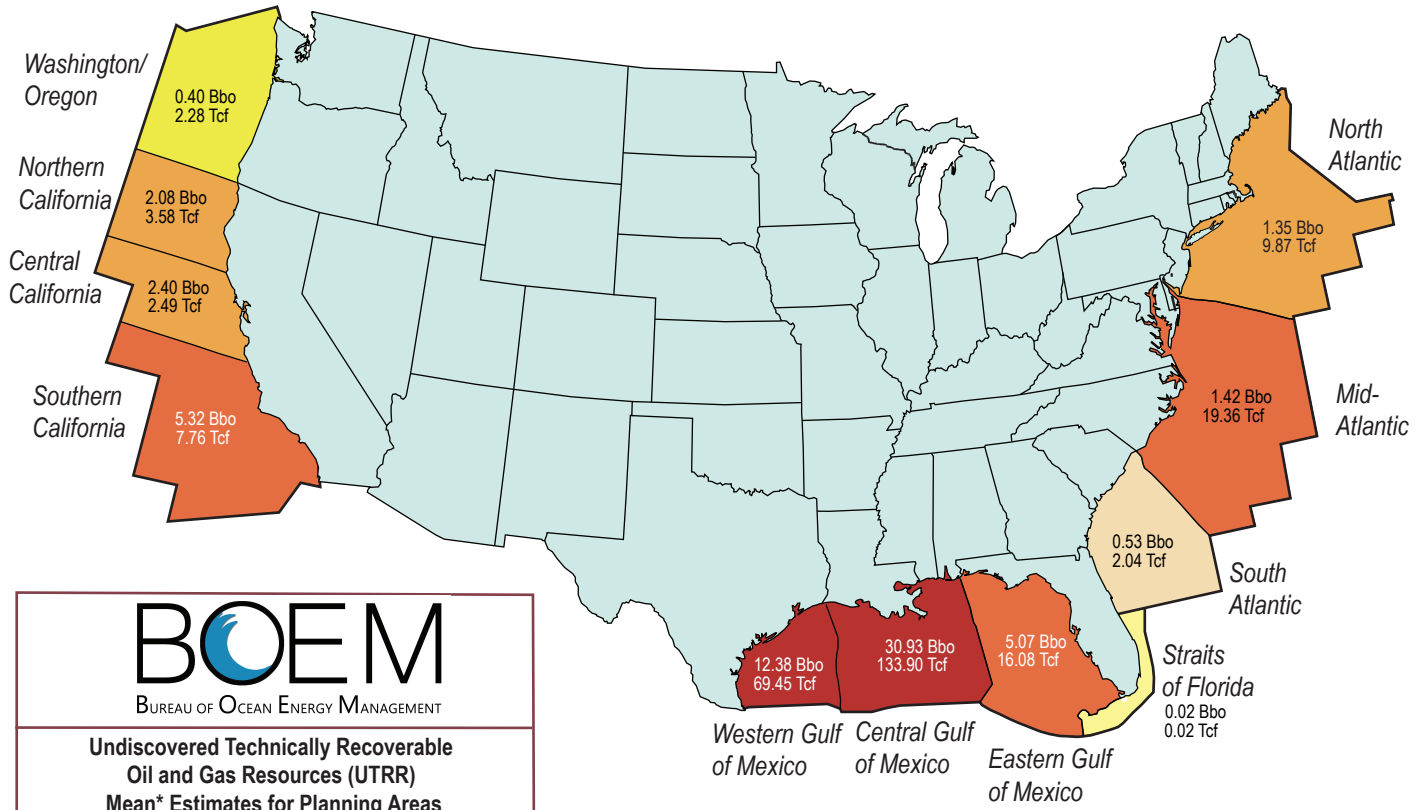 Washington/
Oregon
0.40 Bbo
2.28 Tcf
Northern
California
2.08 Bbo
3.58 Tcf
Central
California
2.40 Bbo
2.49 Tcf
Southern
California
5.32 Bbo
7.76 Tcf
North
Atlantic
1.35 Bbo
9.87 Tcf
Mid-
Atlantic
1.42 Bbo
19.36 Tcf
0.53 Bbo
2.04 Tcf
South
Atlantic
Straits
of Florida
0.02 Bbo
0.02 Tcf
12.38 Bbo
69.45 Tcf
Western Gulf
of Mexico
30.93 Bbo
133.90 Tcf
Central Gulf
of Mexico
5.07 Bbo
16.08 Tcf
Eastern Gulf
of Mexico
BOEM
BUREAU OF OCEAN ENERGY MANAGEMENT
Undiscovered Technically Recoverable
Oil and Gas Resources (UTRR)
Mean* Estimates for Planning Areas